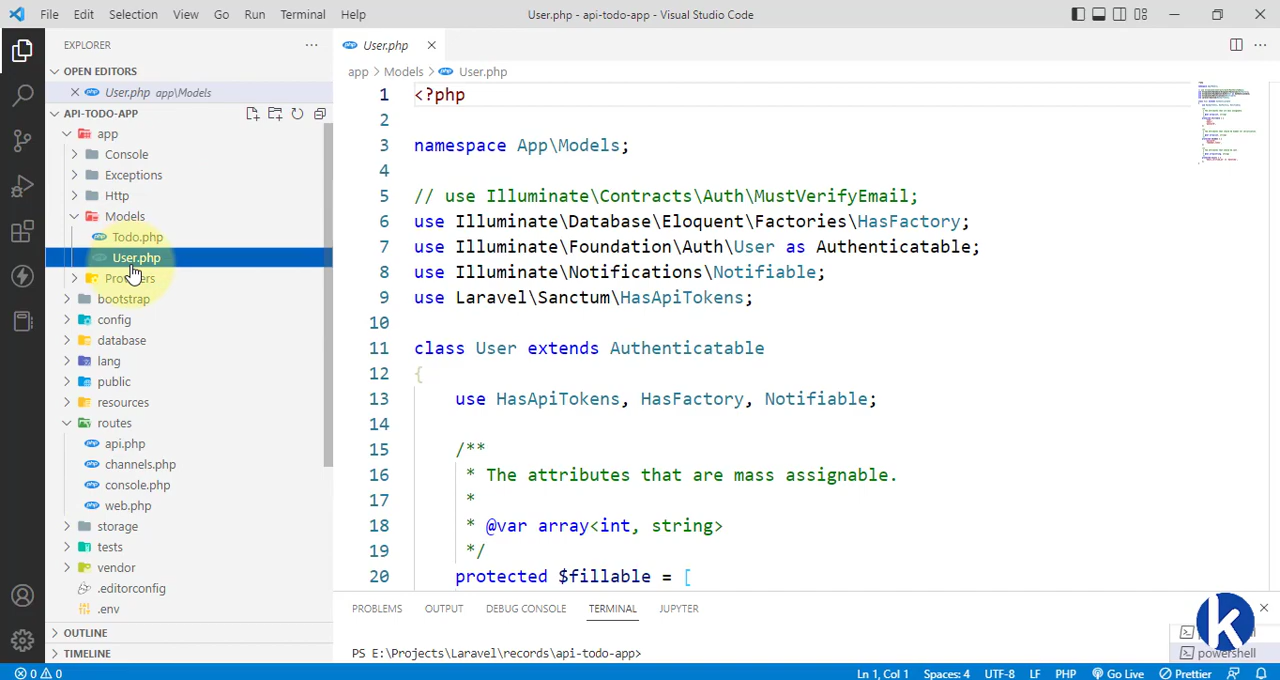 File Edit Selection View Go Run Terminal Help User.php - api-todo-app - Visual Studio Code
EXPLORER
OPEN EDITORS
User.php app\Models
API-TODO-APP
app
Console
Exceptions
Http
Models
Todo.php
User.php
bootstrap
config
database
lang
public
resources
routes
api.php
channels.php
console.php
web.php
storage
tests
vendor
.editorconfig
.env
OUTLINE
TIMELINE
User.php
app > Models > User.php
1 <?php
2
3 namespace App\Models;
4
5 // use Illuminate\Contracts\Auth\MustVerifyEmail;
6 use Illuminate\Database\Eloquent\Factories\HasFactory;
7 use Illuminate\Foundation\Auth\User as Authenticatable;
8 use Illuminate\Notifications\Notifiable;
9 use Laravel\Sanctum\HasApiTokens;
10
11 class User extends Authenticatable
12 {
13 use HasApiTokens, HasFactory, Notifiable;
14
15 /**
16 * The attributes that are mass assignable.
17 *
18 * @var array<int, string>
19 */
20 protected $fillable = [
PROBLEMS OUTPUT DEBUG CONSOLE TERMINAL JUPYTER
PS E:\Projects\Laravel\records\api-todo-app>
k
powershell
0 0 Ln 1, Col 1 Spaces: 4 UTF-8 LF PHP Go Live Prettier